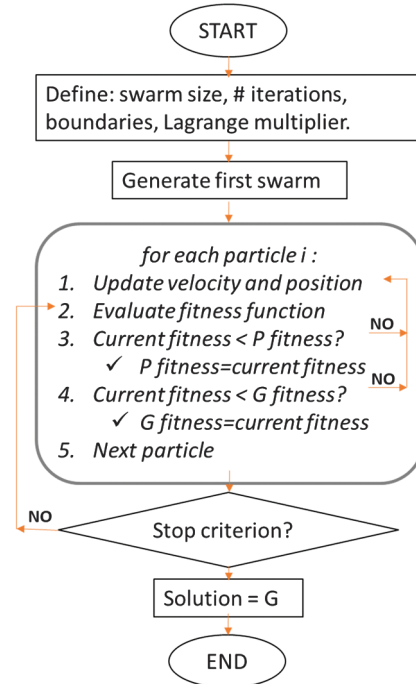 START
Define: swarm size, # iterations,
boundaries, Lagrange multiplier.
Generate first swarm
for each particle i :
1. Update velocity and position
2. Evaluate fitness function
NO
3. Current fitness < P fitness?
✓ P fitness=current fitness
NO
4. Current fitness < G fitness?
✓ G fitness=current fitness
5. Next particle
NO
Stop criterion?
Solution = G
END